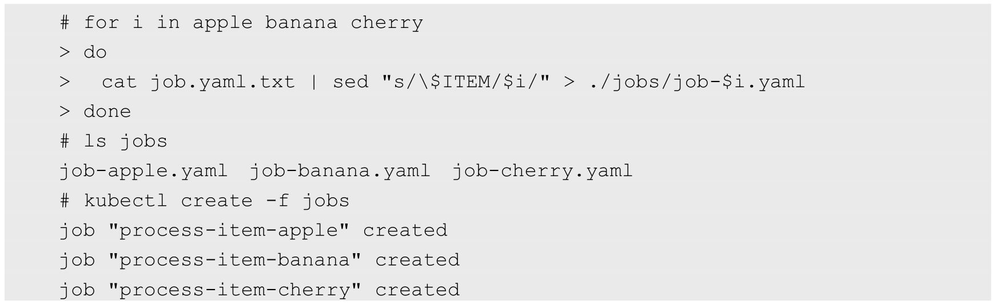 # for i in apple banana cherry
> do
>  cat job.yaml.txt | sed "s/\$ITEM/$i/" > ./jobs/job-$i.yaml
> done
# ls jobs
job-apple.yaml  job-banana.yaml  job-cherry.yaml
# kubectl create -f jobs
job "process-item-apple" created
job "process-item-banana" created
job "process-item-cherry" created